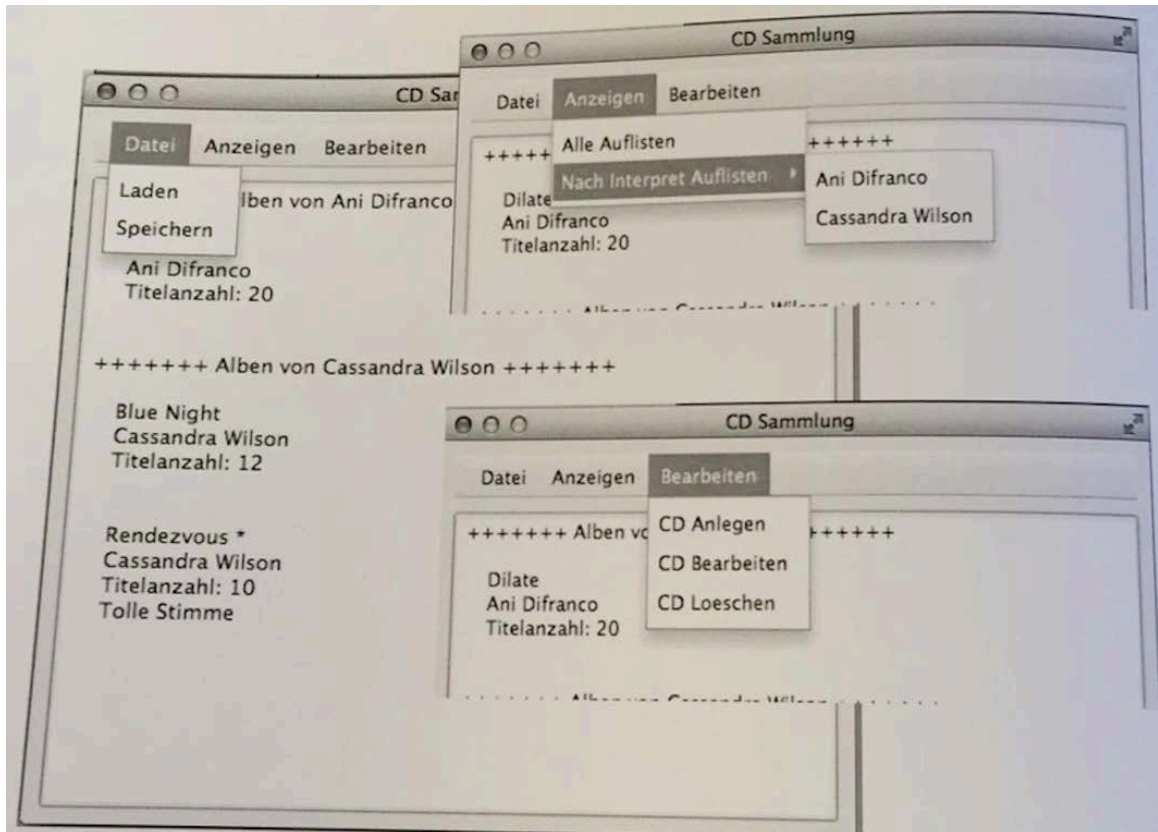 CD Sar
Datei Anzeigen Bearbeiten
Laden
Speichern
lben von Ani Difranco
Ani Difranco
Titelanzahl: 20
+++++++ Alben von Cassandra Wilson +++++++
Blue Night
Cassandra Wilson
Titelanzahl: 12
Rendezvous *
Cassandra Wilson
Titelanzahl: 10
Tolle Stimme
CD Sammlung
Datei Anzeigen Bearbeiten
Alle Auflisten
Nach Interpret Auflisten
Ani Difranco
Cassandra Wilson
+++++ ++++++
Dilate
Ani Difranco
Titelanzahl: 20
CD Sammlung
Datei Anzeigen Bearbeiten
CD Anlegen
CD Bearbeiten
CD Loeschen
+++++++ Alben vo ++++++
Dilate
Ani Difranco
Titelanzahl: 20